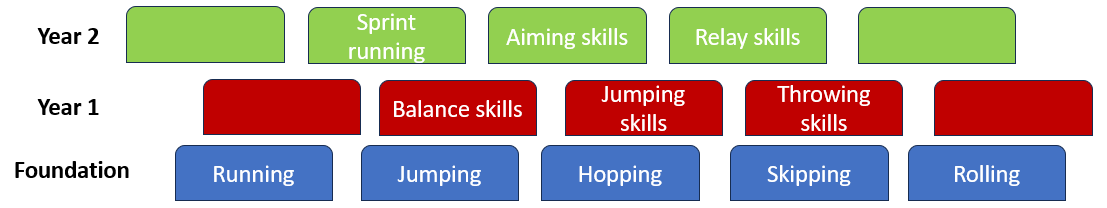 Year 2
Sprint
running
Aiming skills
Relay skills
Year 1
Balance skills
Jumping
skills
Throwing
skills
Foundation
Running
Jumping
Hopping
Skipping
Rolling